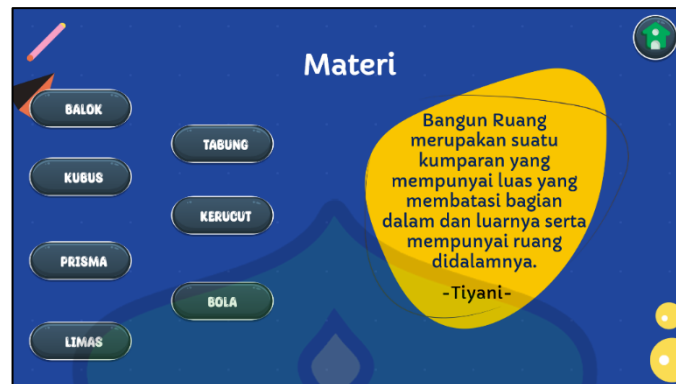 Materi
BALOK
KUBUS
PRISMA
LIMAS
TABUNG
KERUCUT
BOLA
Bangun Ruang
merupakan suatu
kumparan yang
mempunyai luas yang
membatasi bagian
dalam dan luarnya serta
mempunyai ruang
didalamnya.
-Tiyani-